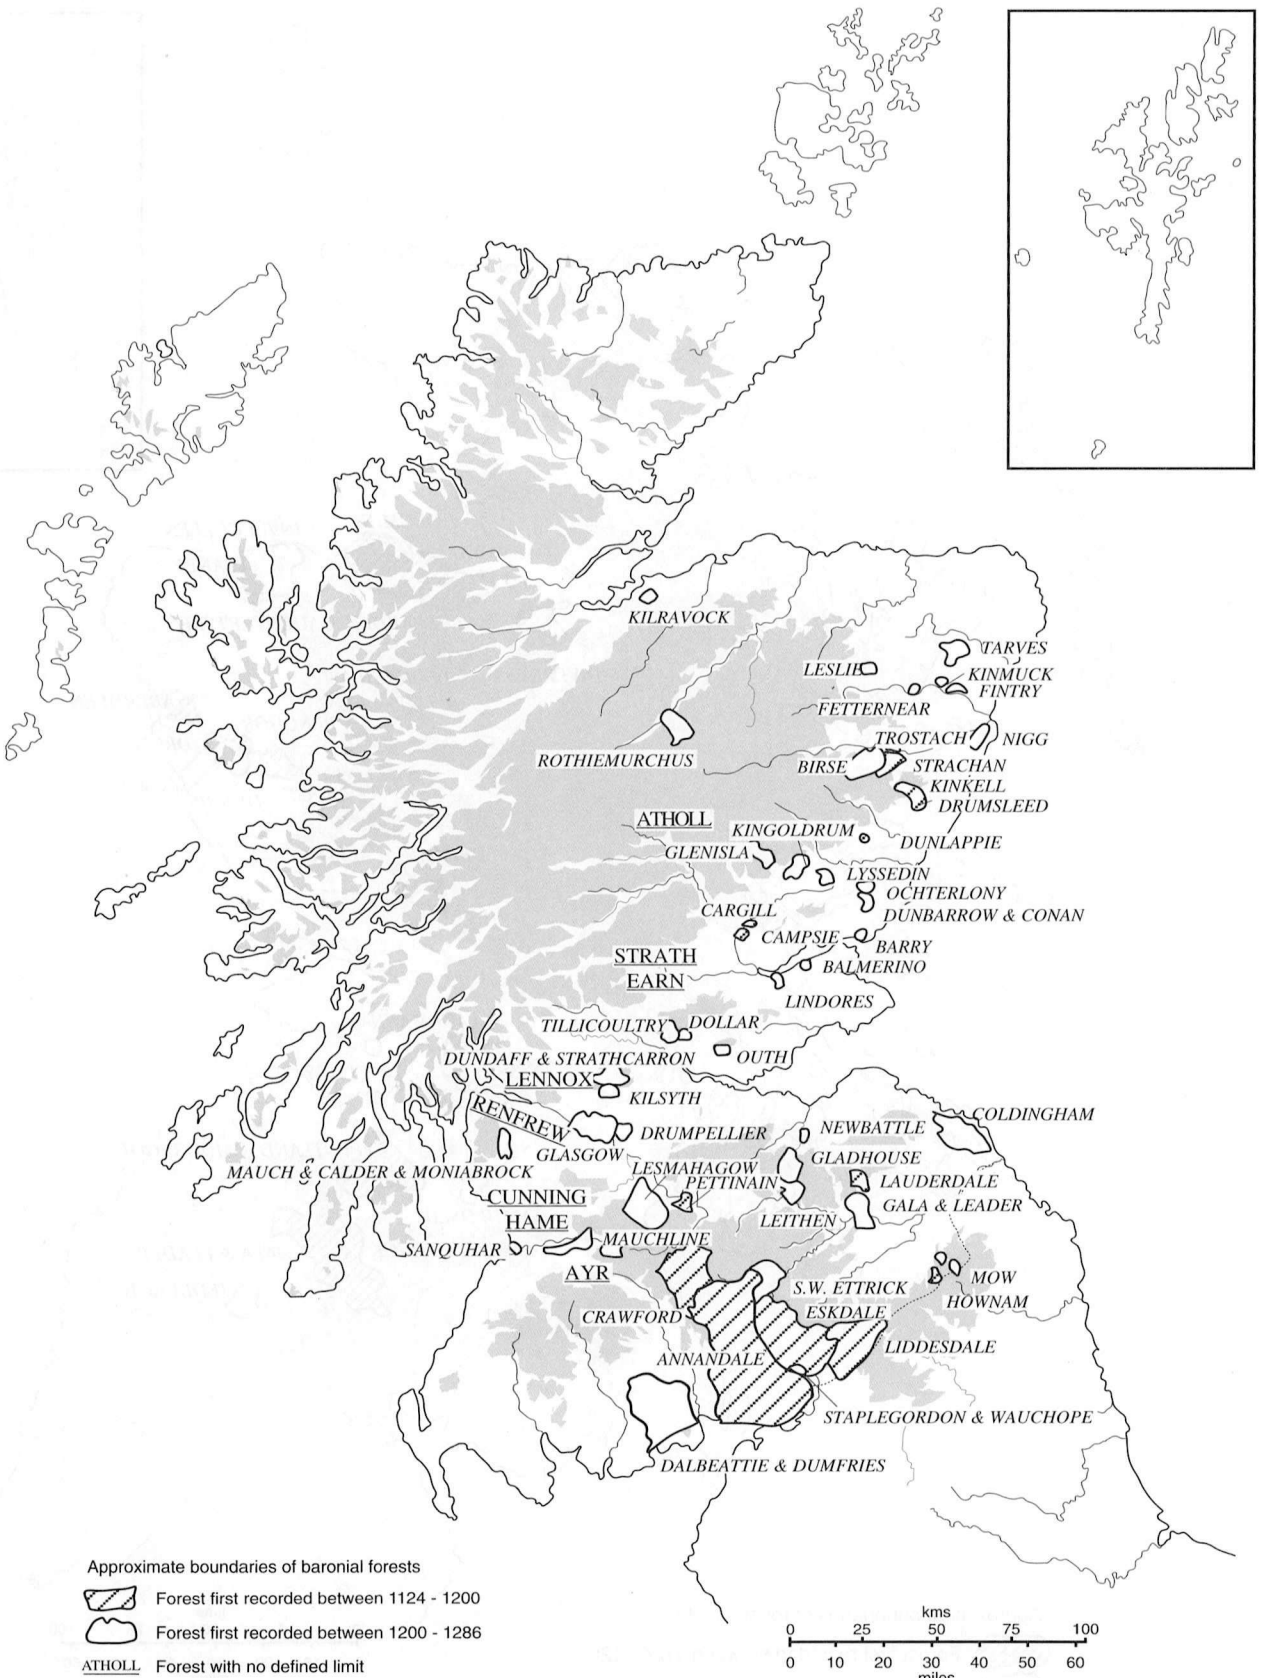 KILRAVOCK
TARVES
LESLIE
KINMUCK
FINTRY
FETTERNEAR
TROSTACH
NIGG
ROTHIEMURCHUS
BIRSE
STRACHAN
KINKELL
DRUMSLEED
ATHOLL
KINGOLDRUM
DUNLAPPIE
GLENISLA
LYSSEDIN
OCHTERLONY
CARGILL
DUNBARROW & CONAN
CAMPSIE
BARRY
STRATH
EARN
BALMERINO
LINDORES
TILLICOULTRY
DOLLAR
DUNDAFF & STRATHCARRON
OUTH
LENNOX
KILSYTH
RENFREW
COLDINGHAM
DRUMPELLIER
NEWBATTLE
GLASGOW
GLADHOUSE
MAUCH & CALDER & MONIABROCK
LESMAHAGOW
PETTINAIN
LAUDERDALE
CUNNING
HAME
GALA & LEADER
LEITHEN
MAUCHLINE
SANQUHAR
AYR
S.W. ETTRICK
MOW
HOWNAM
CRAWFORD
ESKDALE
LIDDESDALE
ANNANDALE
STAPLEGORDON & WAUCHOPE
DALBEATTIE & DUMFRIES
Approximate boundaries of baronial forests
Forest first recorded between 1124 - 1200
Forest first recorded between 1200 - 1286
ATHOLL Forest with no defined limit
kms
0 25 50 75 100
0 10 20 30 40 50 60
miles